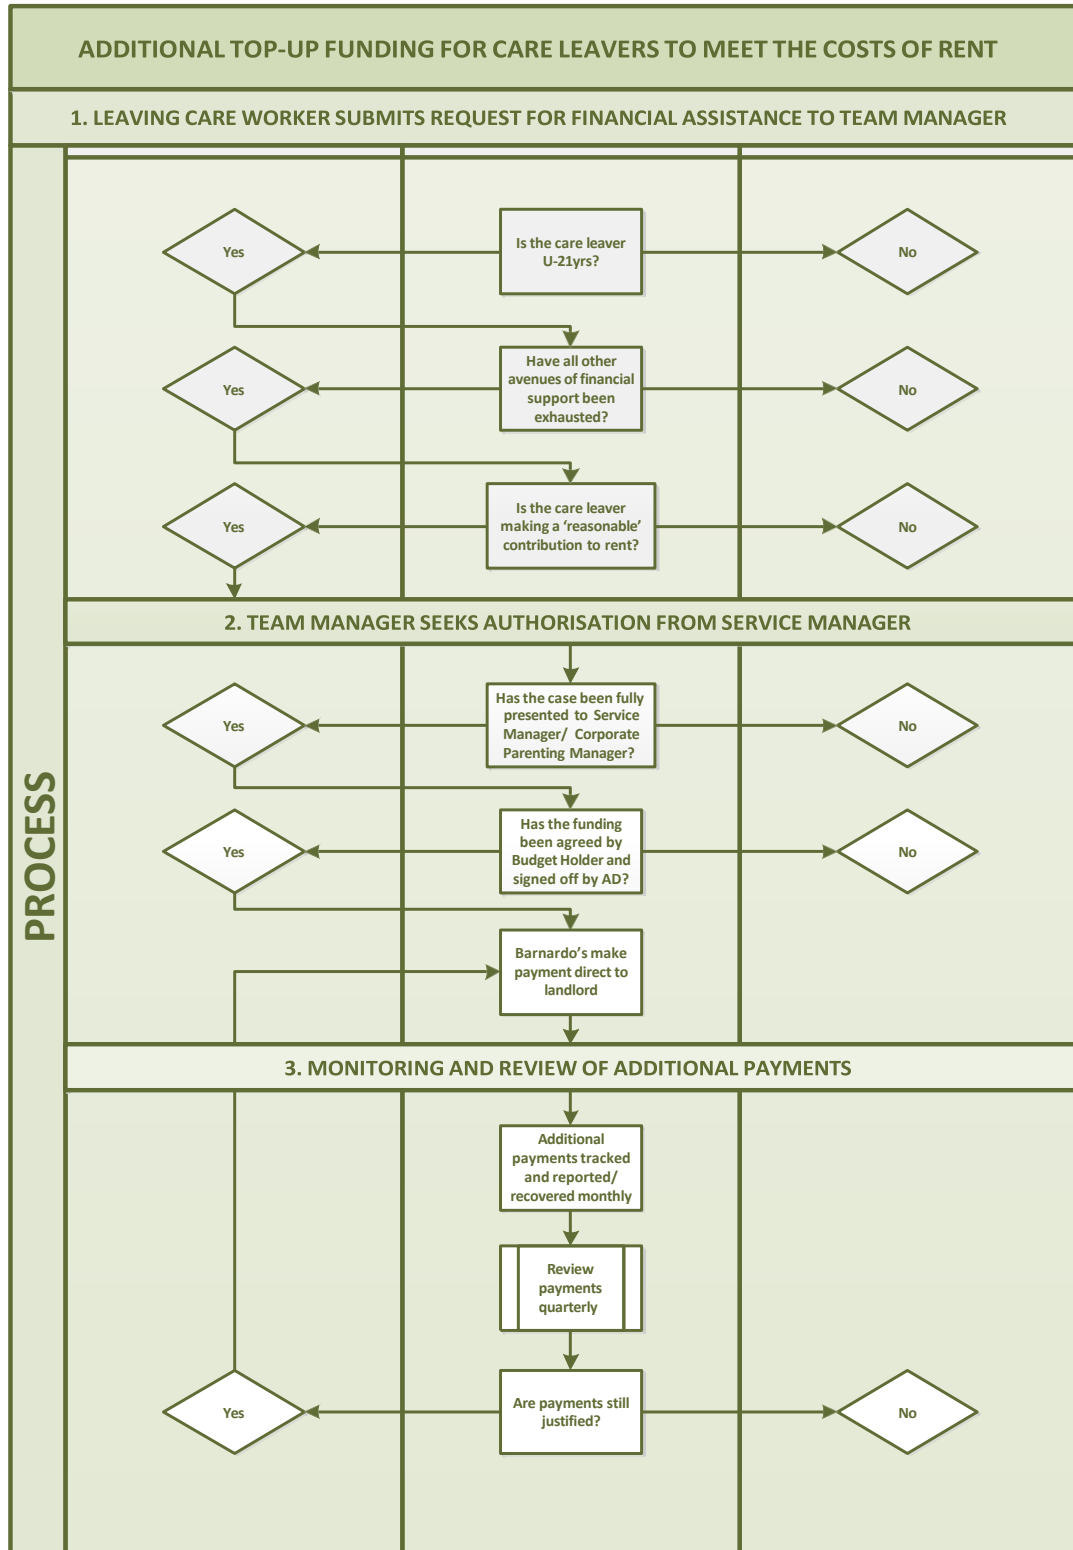 ADDITIONAL TOP-UP FUNDING FOR CARE LEAVERS TO MEET THE COSTS OF RENT
1. LEAVING CARE WORKER SUBMITS REQUEST FOR FINANCIAL ASSISTANCE TO TEAM MANAGER
PROCESS
Yes
Is the care leaver
U-21yrs?
No
Yes
Have all other
avenues of financial
support been
exhausted?
No
Yes
Is the care leaver
making a ‘reasonable’
contribution to rent?
No
2. TEAM MANAGER SEEKS AUTHORISATION FROM SERVICE MANAGER
Yes
Has the case been fully
presented to Service
Manager/ Corporate
Parenting Manager?
No
Yes
Has the funding
been agreed by
Budget Holder and
signed off by AD?
No
Barnardo’s make
payment direct to
landlord
3. MONITORING AND REVIEW OF ADDITIONAL PAYMENTS
Additional
payments tracked
and reported/
recovered monthly
Review
payments
quarterly
Yes
Are payments still
justified?
No